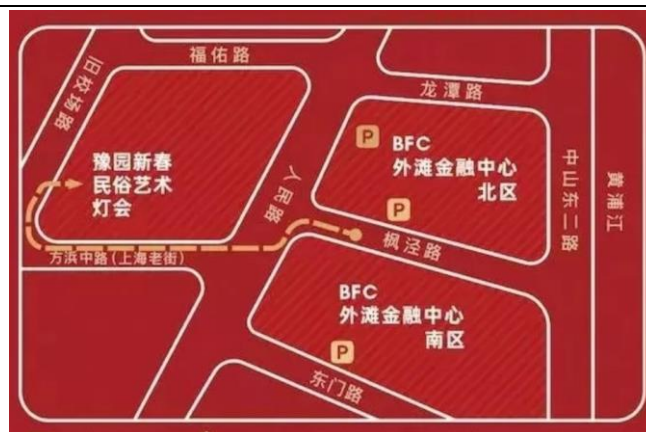 福佑路
旧校场路
龙潭路
豫园新春
民俗艺术
灯会
人民路
P
BFC
外滩金融中心
北区
P
中山东二路
黄浦江
枫泾路
方浜中路(上海老街)
BFC
外滩金融中心
南区
P
东门路